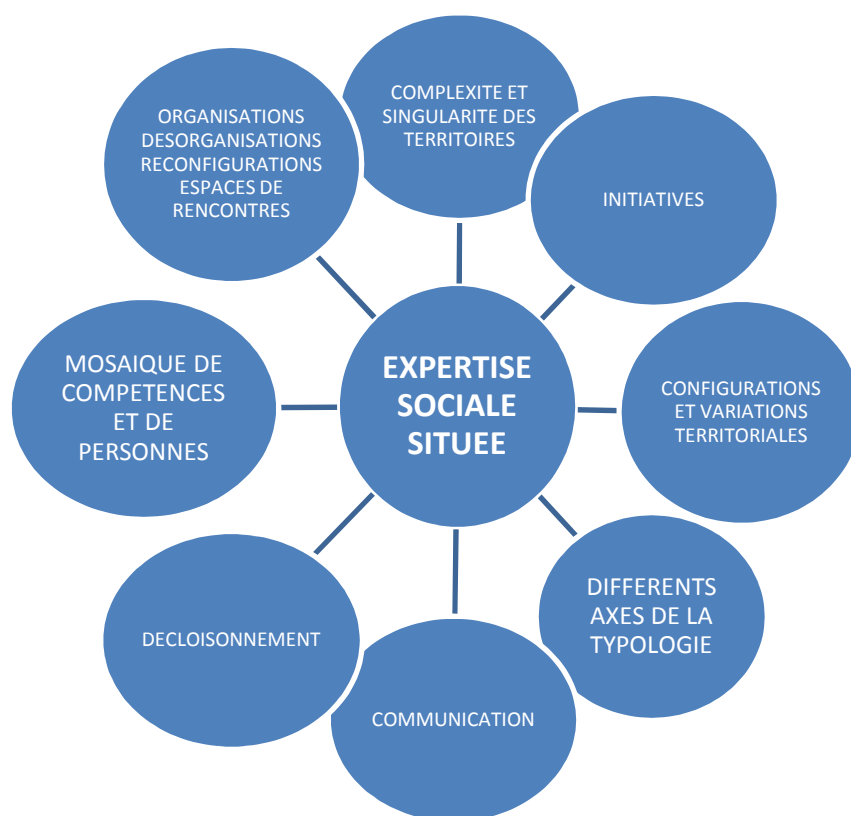 ORGANISATIONS
DESORGANISATIONS
RECONFIGURATIONS
ESPACES DE
RENCONTRES
COMPLEXITE ET
SINGULARITE DES
TERRITOIRES
INITIATIVES
MOSAIQUE DE
COMPETENCES
ET DE
PERSONNES
EXPERTISE
SOCIALE
SITUEE
CONFIGURATIONS
ET VARIATIONS
TERRITORIALES
DECLOISONNEMENT
DIFFERENTS
AXES DE LA
TYPOLOGIE
COMMUNICATION